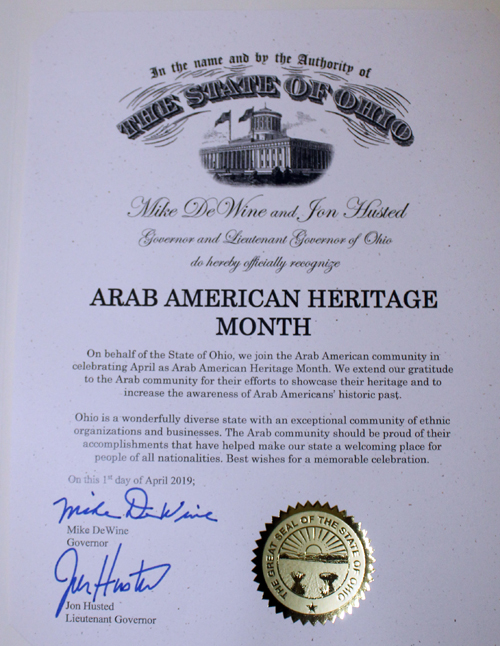 In the name and by the Authority of
THE STATE OF OHIO
Mike DeWine and Jon Husted
Governor and Lieutenant Governor of Ohio
do hereby officially recognize
ARAB AMERICAN HERITAGE
MONTH
On behalf of the State of Ohio, we join the Arab American community in
celebrating April as Arab American Heritage Month. We extend our gratitude
to the Arab community for their efforts to showcase their heritage and to
increase the awareness of Arab Americans' historic past.
Ohio is a wonderfully diverse state with an exceptional community of ethnic
organizations and businesses. The Arab community should be proud of their
accomplishments that have helped make our state a welcoming place for
people of all nationalities. Best wishes for a memorable celebration.
On this 1st day of April 2019;
Mike DeWine
Mike DeWine
Governor
Jon Husted
Jon Husted
Lieutenant Governor
THE GREAT SEAL OF THE STATE OF OHIO